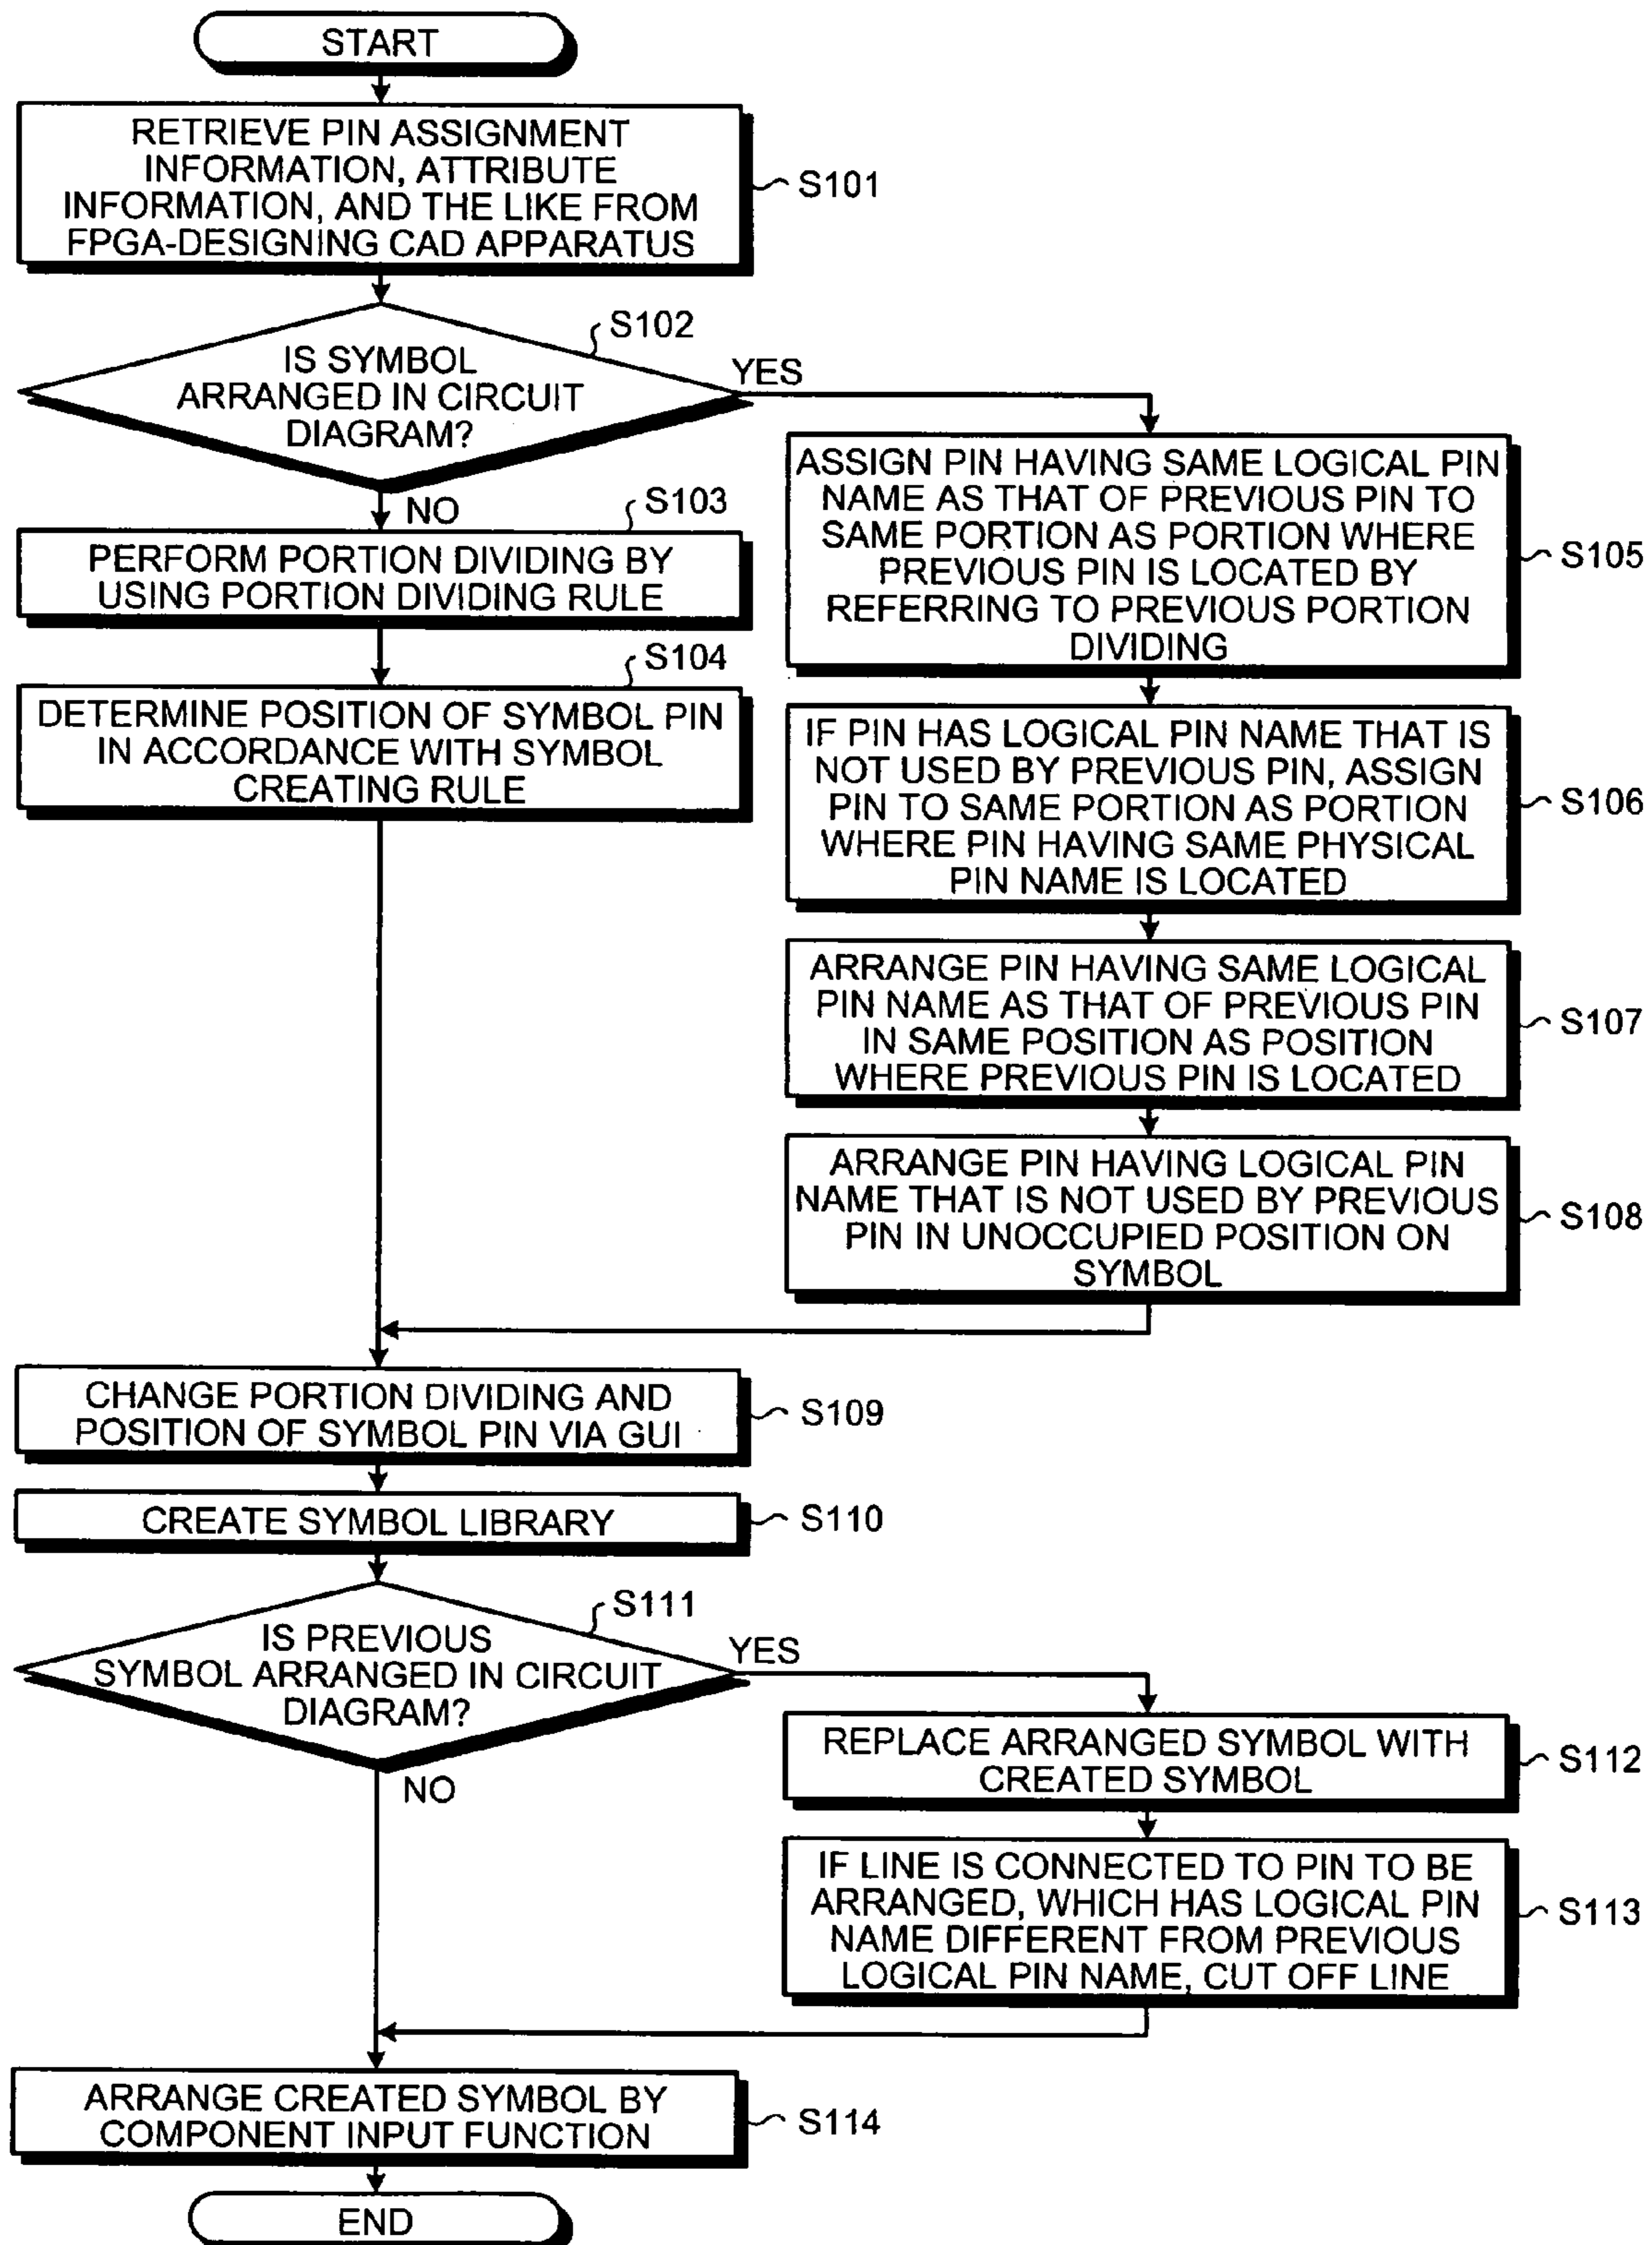 START
RETRIEVE PIN ASSIGNMENT
INFORMATION, ATTRIBUTE
INFORMATION, AND THE LIKE FROM
FPGA-DESIGNING CAD APPARATUS
S101
S102
IS SYMBOL
ARRANGED IN CIRCUIT
DIAGRAM?
YES
NO
S103
PERFORM PORTION DIVIDING BY
USING PORTION DIVIDING RULE
S104
DETERMINE POSITION OF SYMBOL PIN
IN ACCORDANCE WITH SYMBOL
CREATING RULE
ASSIGN PIN HAVING SAME LOGICAL PIN
NAME AS THAT OF PREVIOUS PIN TO
SAME PORTION AS PORTION WHERE
PREVIOUS PIN IS LOCATED BY
REFERRING TO PREVIOUS PORTION
DIVIDING
S105
IF PIN HAS LOGICAL PIN NAME THAT IS
NOT USED BY PREVIOUS PIN, ASSIGN
PIN TO SAME PORTION AS PORTION
WHERE PIN HAVING SAME PHYSICAL
PIN NAME IS LOCATED
S106
ARRANGE PIN HAVING SAME LOGICAL
PIN NAME AS THAT OF PREVIOUS PIN
IN SAME POSITION AS POSITION
WHERE PREVIOUS PIN IS LOCATED
S107
ARRANGE PIN HAVING LOGICAL PIN
NAME THAT IS NOT USED BY PREVIOUS
PIN IN UNOCCUPIED POSITION ON
SYMBOL
S108
CHANGE PORTION DIVIDING AND
POSITION OF SYMBOL PIN VIA GUI
S109
CREATE SYMBOL LIBRARY
S110
S111
IS PREVIOUS
SYMBOL ARRANGED IN CIRCUIT
DIAGRAM?
YES
NO
REPLACE ARRANGED SYMBOL WITH
CREATED SYMBOL
S112
IF LINE IS CONNECTED TO PIN TO BE
ARRANGED, WHICH HAS LOGICAL PIN
NAME DIFFERENT FROM PREVIOUS
LOGICAL PIN NAME, CUT OFF LINE
S113
ARRANGE CREATED SYMBOL BY
COMPONENT INPUT FUNCTION
S114
END